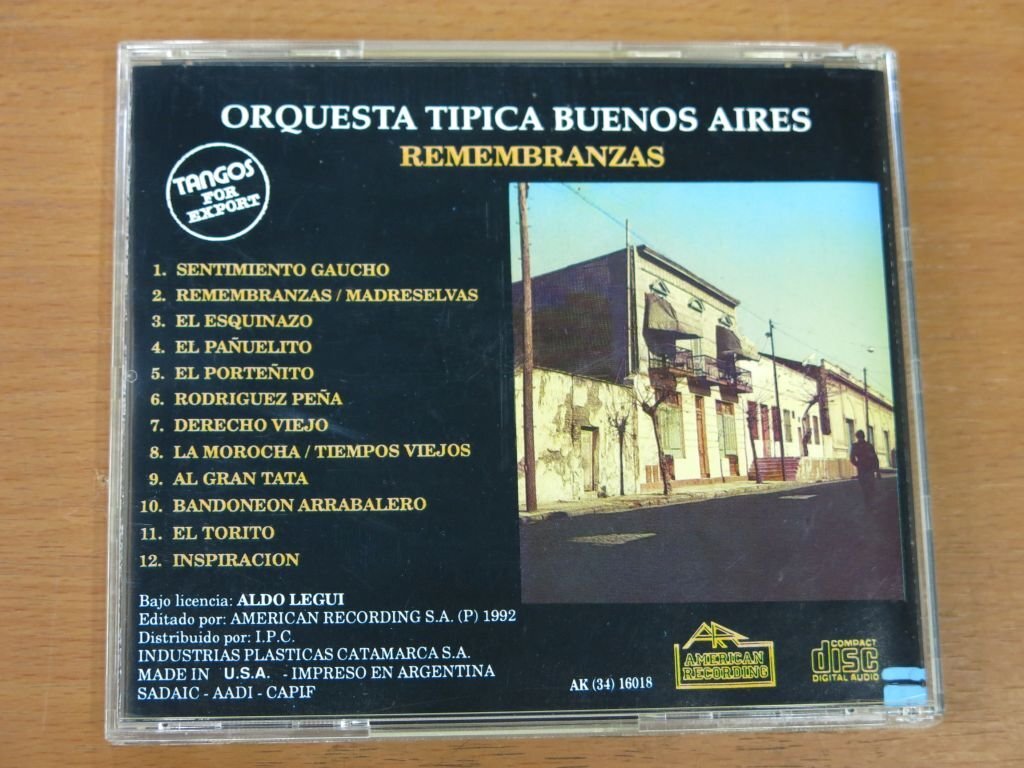 ORQUESTA TIPICA BUENOS AIRES
REMEMBRANZAS
TANGOS
FOR
EXPORT
1. SENTIMIENTO GAUCHO
2. REMEMBRANZAS / MADRESELVAS
3. EL ESQUINAZO
4. EL PAÑUELITO
5. EL PORTEÑITO
6. RODRIGUEZ PEÑA
7. DERECHO VIEJO
8. LA MOROCHA / TIEMPOS VIEJOS
9. AL GRAN TATA
10. BANDONEON ARRABALERO
11. EL TORITO
12. INSPIRACION
Bajo licencia: ALDO LEGUI
Editado por: AMERICAN RECORDING S.A. (P) 1992
Distribuido por: I.P.C.
INDUSTRIAS PLASTICAS CATAMARCA S.A.
MADE IN U.S.A. - IMPRESO EN ARGENTINA
SADAIC - AADI - CAPIF
AK (34) 16018
AR
AMERICAN
RECORDING
COMPACT
disc
DIGITAL AUDIO